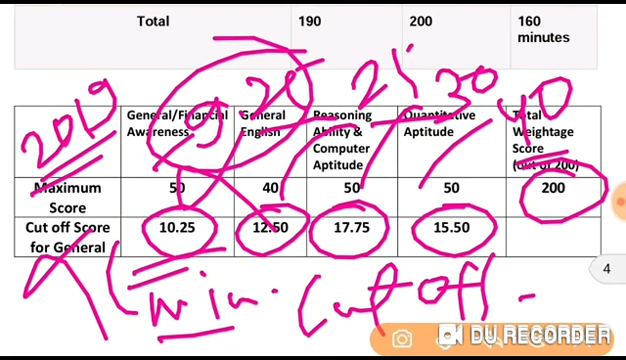 Total 190 200 160 minutes
2019 9 20 21 30 40
General/Financial Awareness General English Reasoning Ability & Computer Aptitude Quantitative Aptitude Total Weightage Score (out of 200)
Maximum Score 50 40 50 50 200
Cut off Score for General 10.25 12.50 17.75 15.50
4
min. Cut off.
DU RECORDER